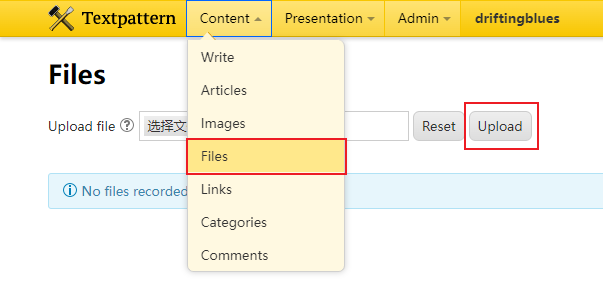 Textpattern Content Presentation Admin driftingblues
Files
Write
Articles
Images
Files
Links
Categories
Comments
Upload file ? 选择文 Reset Upload
No files recorded